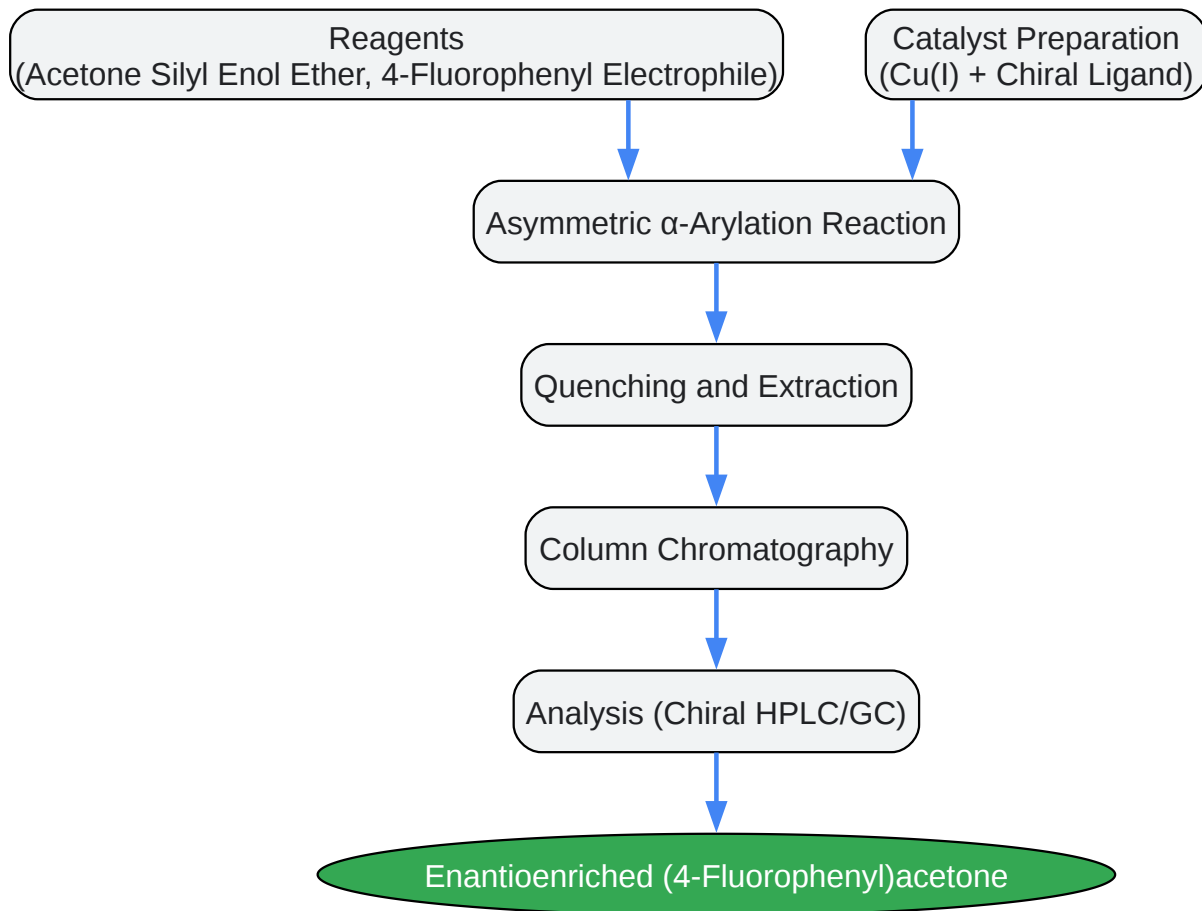 Reagents
(Acetone Silyl Enol Ether, 4-Fluorophenyl Electrophile)
Catalyst Preparation
(Cu(I) + Chiral Ligand)
Asymmetric α-Arylation Reaction
Quenching and Extraction
Column Chromatography
Analysis (Chiral HPLC/GC)
Enantioenriched (4-Fluorophenyl)acetone